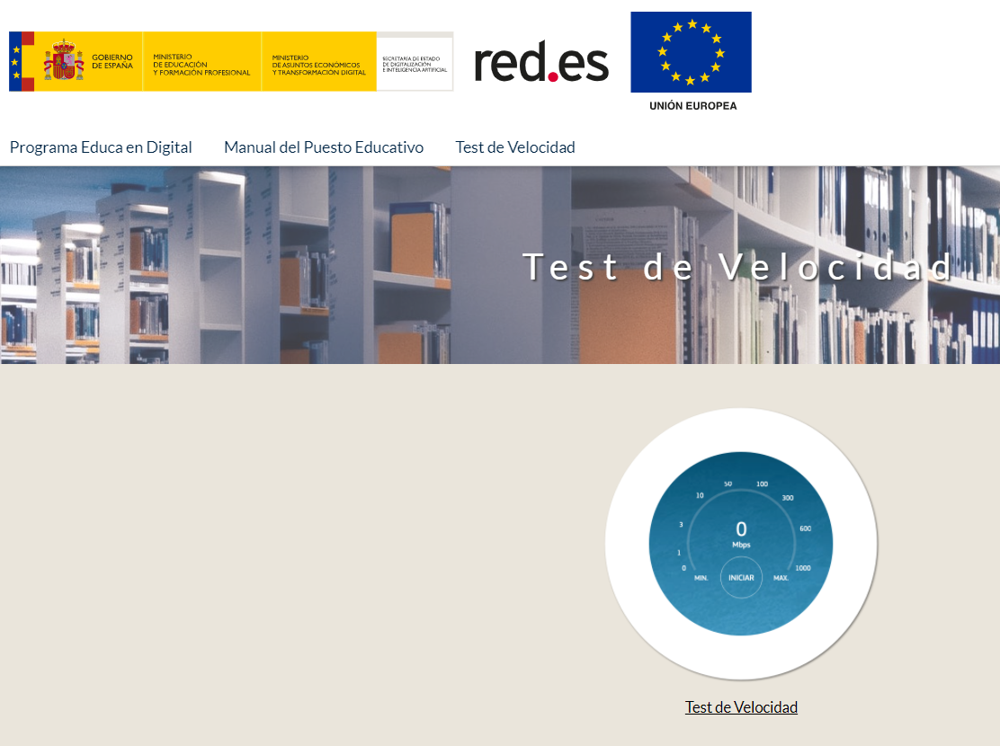 GOBIERNO
DE ESPAÑA
MINISTERIO
DE EDUCACIÓN
Y FORMACIÓN PROFESIONAL
MINISTERIO
DE ASUNTOS ECONÓMICOS
Y TRANSFORMACIÓN DIGITAL
SECRETARÍA DE ESTADO
DE DIGITALIZACIÓN
E INTELIGENCIA ARTIFICIAL
red.es
UNIÓN EUROPEA
Programa Educa en Digital
Manual del Puesto Educativo
Test de Velocidad
Test de Velocidad
50 100
10 300
3 600
1
0 1000
0
Mbps
MIN. INICIAR MAX.
Test de Velocidad